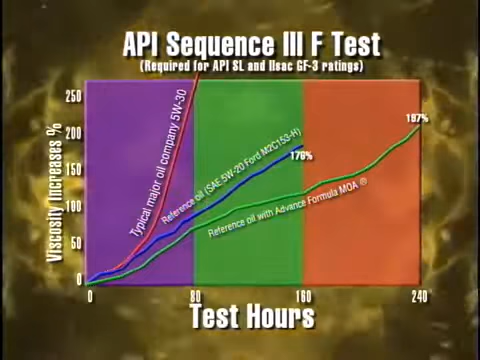 API Sequence III F Test
(Required for API SL and Ilsac GF-3 ratings)
Viscosity Increases %
250
200
150
100
50
0
Typical major oil company 5W-30
Reference oil (SAE 5W-20 Ford M2C153-H)
176%
Reference oil with Advance Formula MOA ®
197%
0
80
160
240
Test Hours